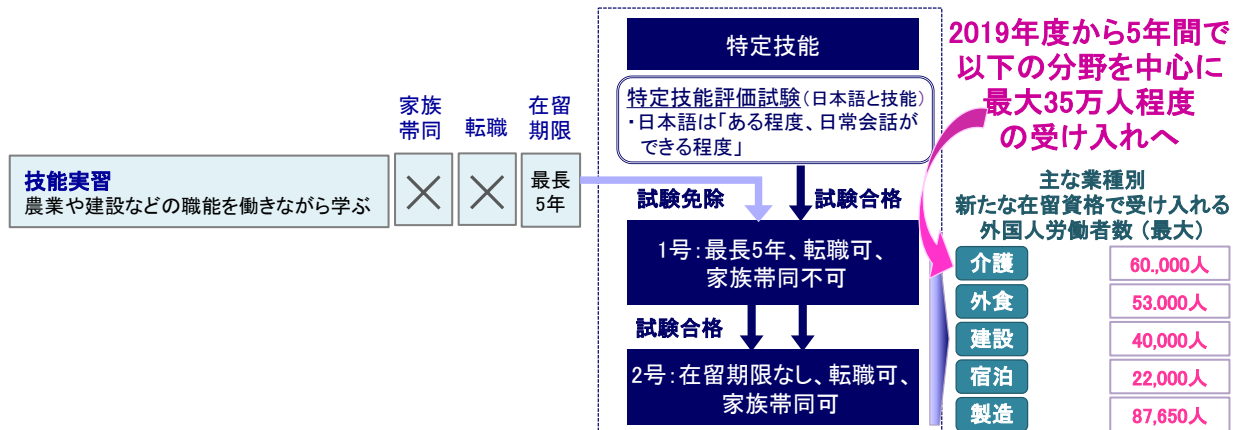 家族
帯同
転職
在留
期限
技能実習
農業や建設などの職能を働きながら学ぶ
×
×
最長
5年
特定技能
特定技能評価試験（日本語と技能）
・日本語は「ある程度、日常会話が
できる程度」
試験免除
試験合格
1号：最長5年、転職可、
家族帯同不可
試験合格
2号：在留期限なし、転職可、
家族帯同可
2019年度から5年間で
以下の分野を中心に
最大35万人程度
の受け入れへ
主な業種別
新たな在留資格で受け入れる
外国人労働者数（最大）
介護 60.,000人
外食 53.000人
建設 40,000人
宿泊 22,000人
製造 87,650人